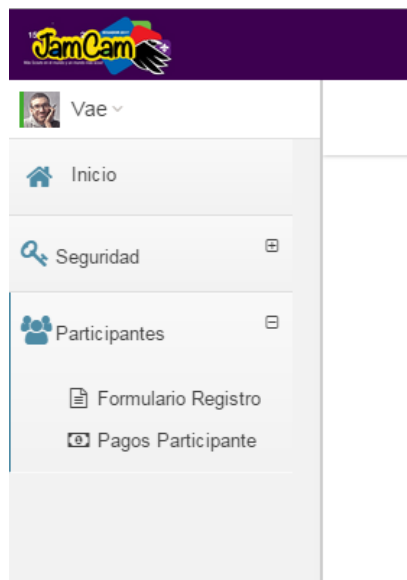 JamCam
Vae
Inicio
Seguridad
Participantes
Formulario Registro
Pagos Participante